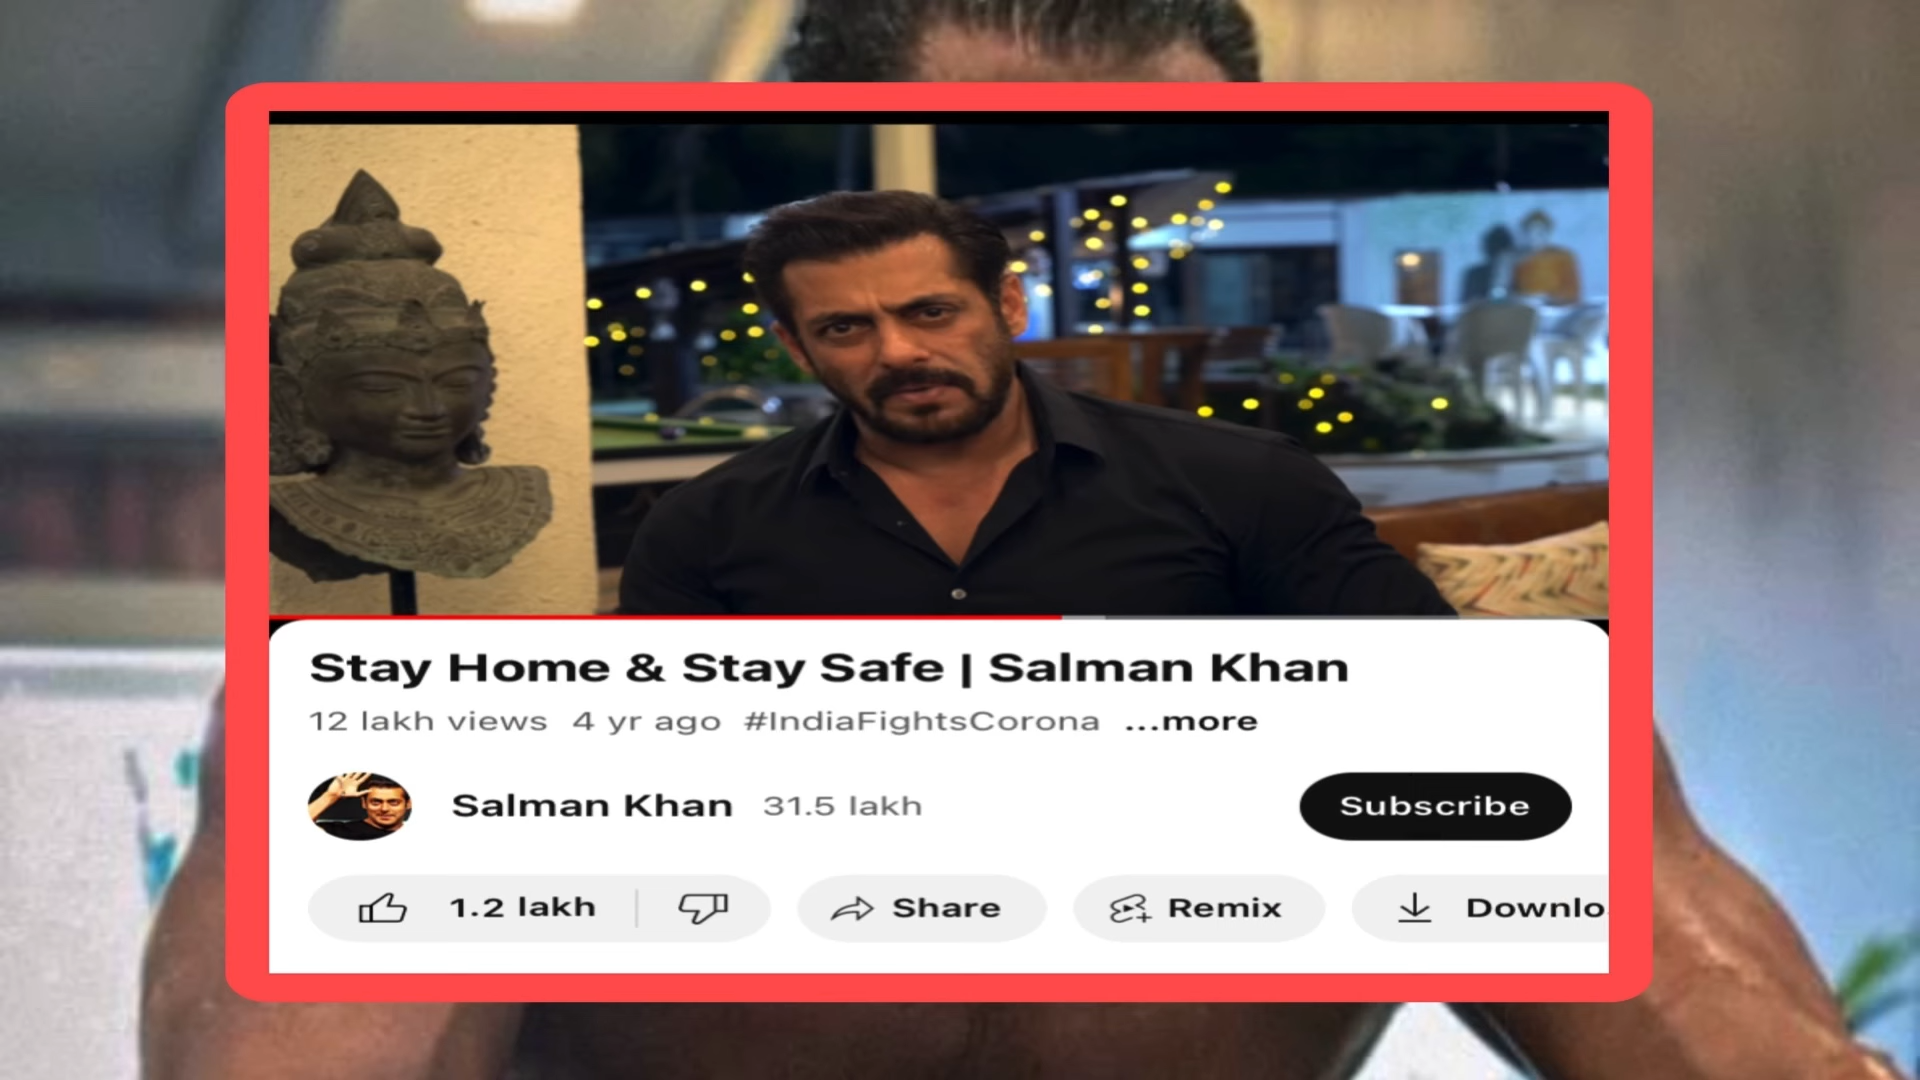 Stay Home & Stay Safe | Salman Khan
12 lakh views 4 yr ago #IndiaFightsCorona ...more
Salman Khan 31.5 lakh Subscribe
1.2 lakh Share Remix Downlo